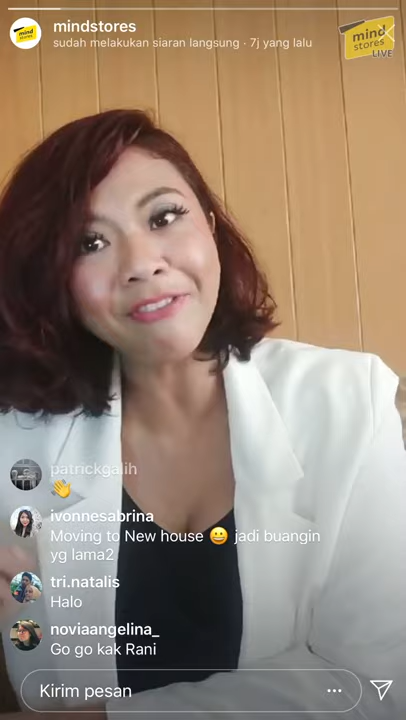 mind
stores
mindstores
sudah melakukan siaran langsung · 7j yang lalu
mind
stores
LIVE
patrickgalih
👋
ivonnesabrina
Moving to New house 😀 jadi buangin
yg lama2
tri.natalis
Halo
noviaangelina_
Go go kak Rani
Kirim pesan